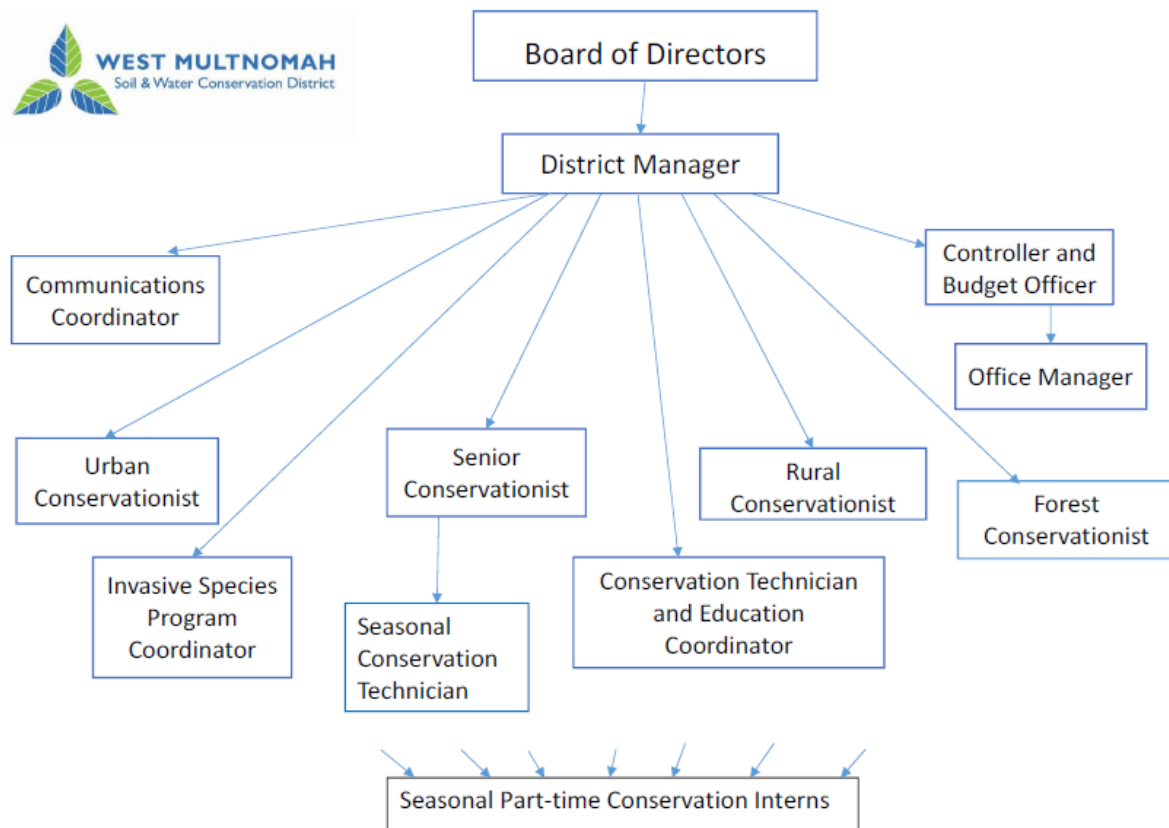 WEST MULTNOMAH
Soil & Water Conservation District
Board of Directors
District Manager
Communications
Coordinator
Controller and
Budget Officer
Office Manager
Urban
Conservationist
Senior
Conservationist
Rural
Conservationist
Forest
Conservationist
Invasive Species
Program
Coordinator
Seasonal
Conservation
Technician
Conservation Technician
and Education
Coordinator
Seasonal Part-time Conservation Interns